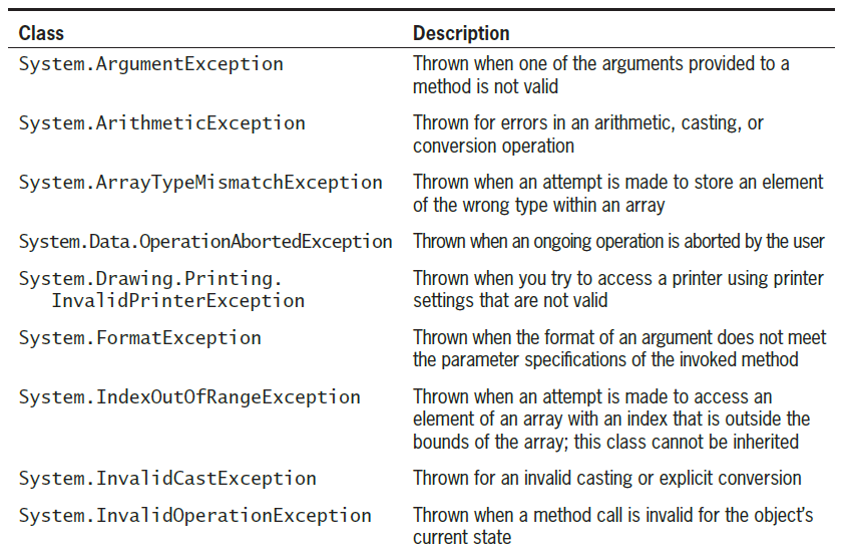 Class Description
System.ArgumentException Thrown when one of the arguments provided to a
method is not valid
System.ArithmeticException Thrown for errors in an arithmetic, casting, or
conversion operation
System.ArrayTypeMismatchException Thrown when an attempt is made to store an element
of the wrong type within an array
System.Data.OperationAbortedException Thrown when an ongoing operation is aborted by the user
System.Drawing.Printing. Thrown when you try to access a printer using printer
InvalidPrinterException settings that are not valid
System.FormatException Thrown when the format of an argument does not meet
the parameter specifications of the invoked method
System.IndexOutOfRangeException Thrown when an attempt is made to access an
element of an array with an index that is outside the
bounds of the array; this class cannot be inherited
System.InvalidCastException Thrown for an invalid casting or explicit conversion
System.InvalidOperationException Thrown when a method call is invalid for the object’s
current state